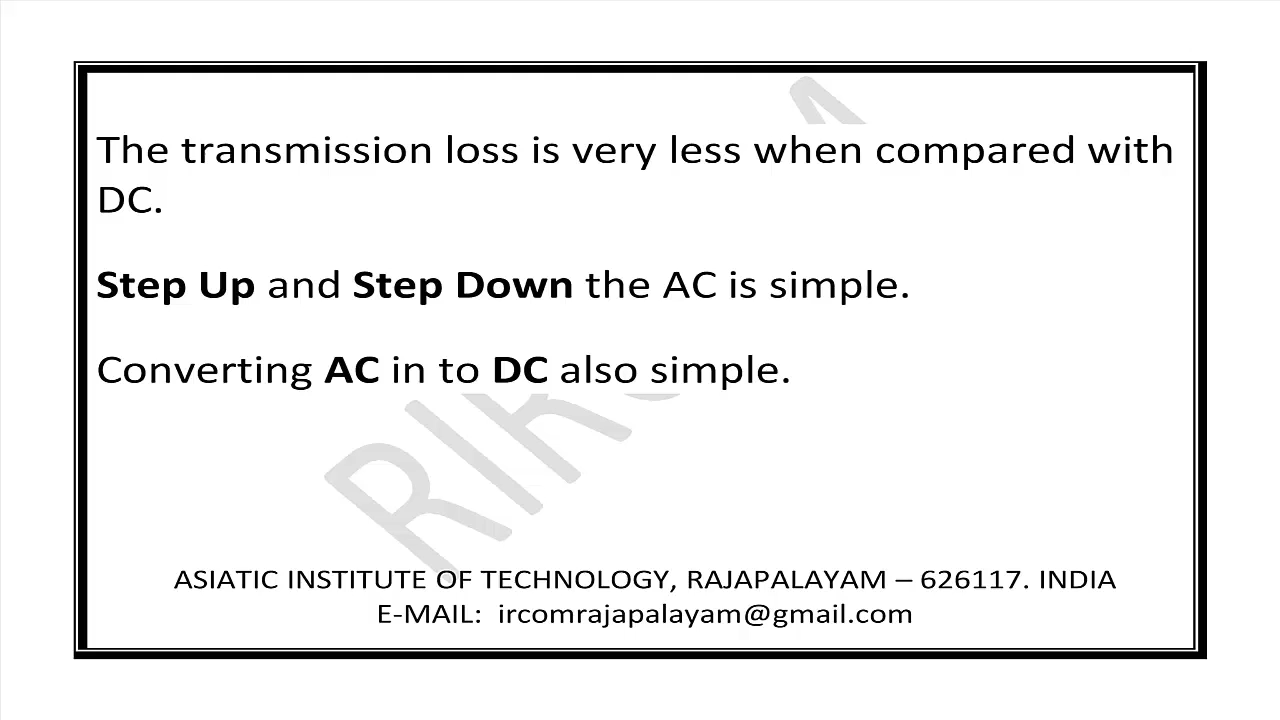 The transmission loss is very less when compared with
DC.
Step Up and Step Down the AC is simple.
Converting AC in to DC also simple.
ASIATIC INSTITUTE OF TECHNOLOGY, RAJAPALAYAM – 626117. INDIA
E-MAIL:  ircomrajapalayam@gmail.com